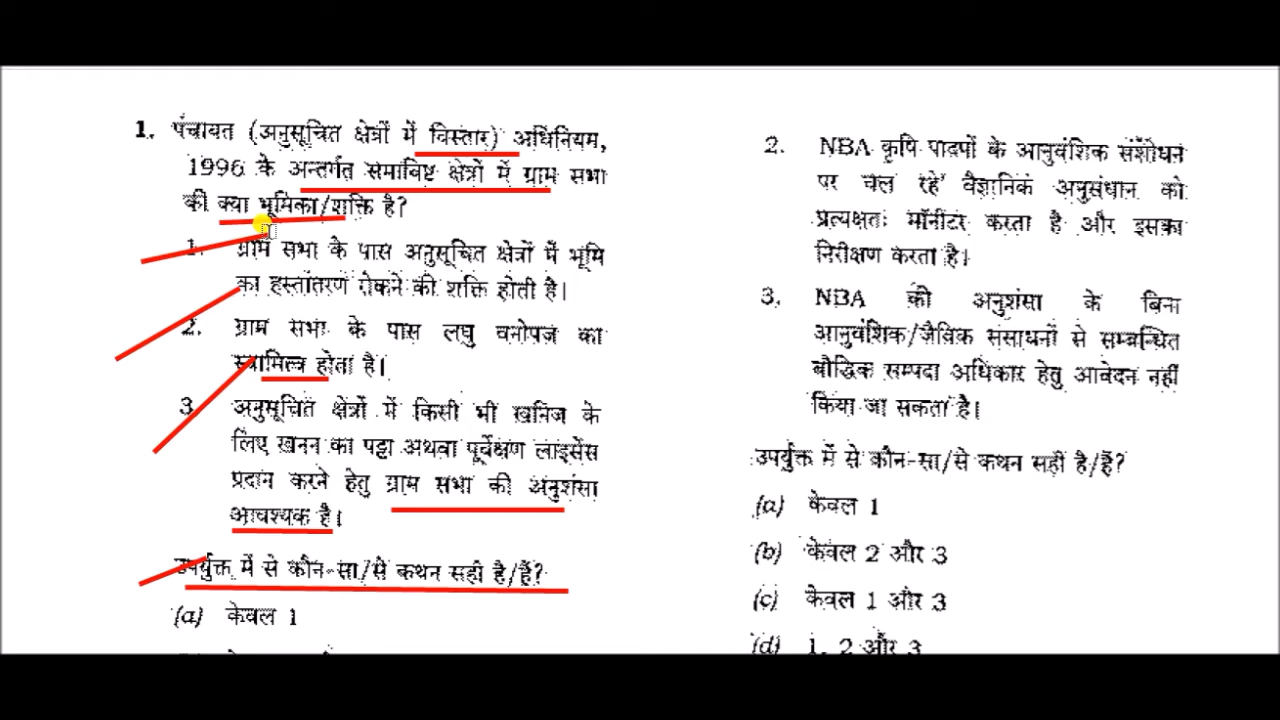 1. पंचायत (अनुसूचित क्षेत्रों में विस्तार) अधिनियम,
1996 के अन्तर्गत समाविष्ट क्षेत्रों में ग्राम सभा
की क्या भूमिका/शक्ति है?
1. ग्राम सभा के पास अनुसूचित क्षेत्रों में भूमि
का हस्तांतरण रोकने की शक्ति होती है।
2. ग्राम सभा के पास लघु वनोपज का
स्वामित्व होता है।
3. अनुसूचित क्षेत्रों में किसी भी खनिज के
लिए खनन का पट्टा अथवा पूर्वेक्षण लाइसेंस
प्रदान करने हेतु ग्राम सभा की अनुशंसा
आवश्यक है।
उपर्युक्त में से कौन-सा/से कथन सही है/हैं?
(a) केवल 1
2. NBA कृषि पादपों के आनुवंशिक संशोधन
पर चल रहे वैज्ञानिक अनुसंधान को
प्रत्यक्षतः मॉनीटर करता है और इसका
निरीक्षण करता है।
3. NBA की अनुशंसा के बिना
आनुवंशिक/जैविक संसाधनों से सम्बन्धित
बौद्धिक सम्पदा अधिकार हेतु आवेदन नहीं
किया जा सकता है।
उपर्युक्त में से कौन-सा/से कथन सही है/हैं?
(a) केवल 1
(b) केवल 2 और 3
(c) केवल 1 और 3
(d) 1, 2 और 3